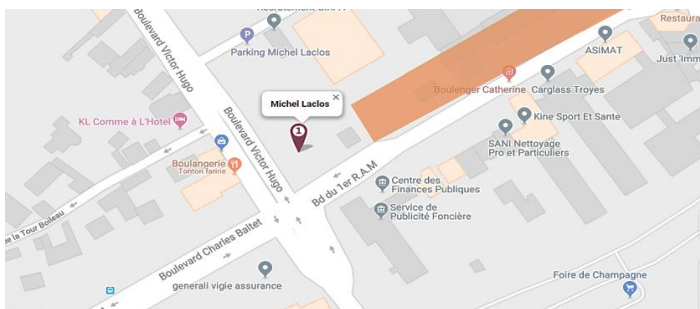 Restaura
ASIMAT
Parking Michel Laclos
Just 'Imm
Boulevard Victor Hugo
Boulenger Catherine
Carglass Troyes
Michel Laclos
1
Kine Sport Et Sante
KL Comme à L'Hotel
Boulevard Victor Hugo
SANI Nettoyage
Pro et Particuliers
Boulangerie
Tonton farine
Bd du 1er R.A.M
Centre des
Finances Publiques
Service de
Publicité Foncière
ue la Tour Boileau
Boulevard Charles Baltet
Foire de Champagne
generali vigie assurance